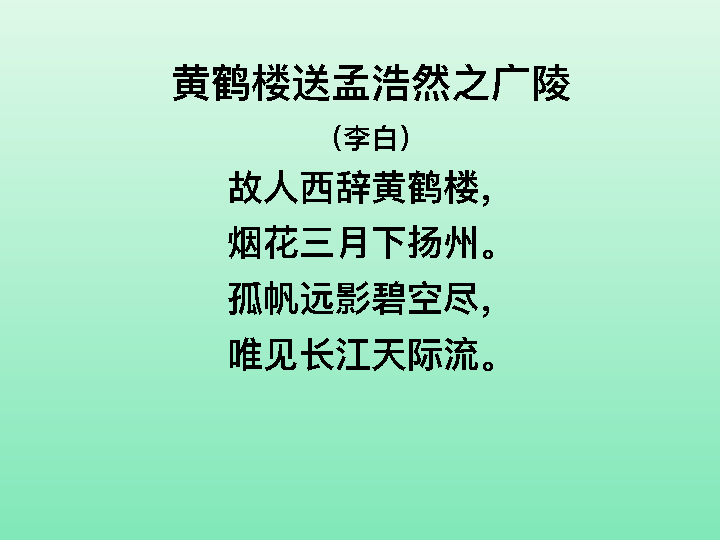 黄鹤楼送孟浩然之广陵
（李白）
故人西辞黄鹤楼，
烟花三月下扬州。
孤帆远影碧空尽，
唯见长江天际流。